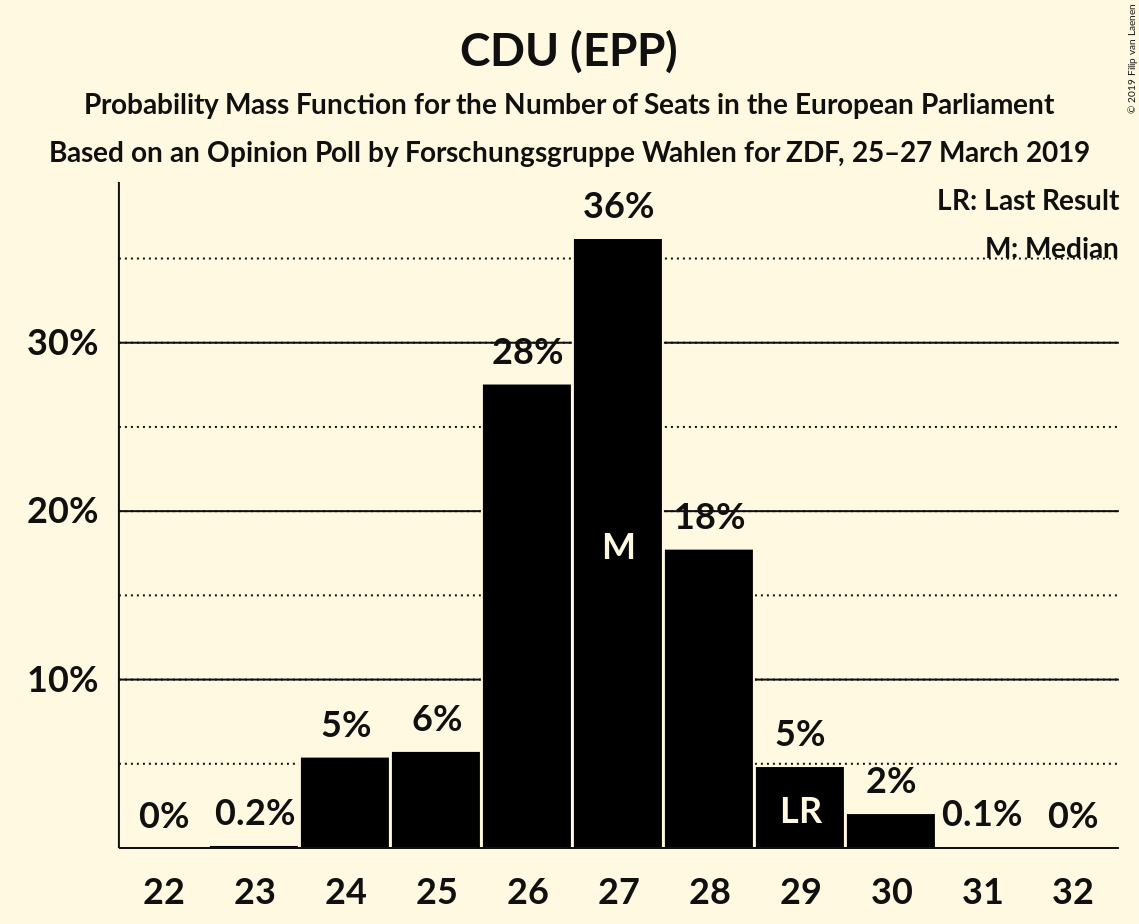 CDU (EPP)
Probability Mass Function for the Number of Seats in the European Parliament
Based on an Opinion Poll by Forschungsgruppe Wahlen for ZDF, 25–27 March 2019
© 2019 Filip van Laenen
LR: Last Result
M: Median
30%
20%
10%
0%
0.2%
5%
6%
28%
36%
M
18%
5%
LR
2%
0.1%
0%
22 23 24 25 26 27 28 29 30 31 32